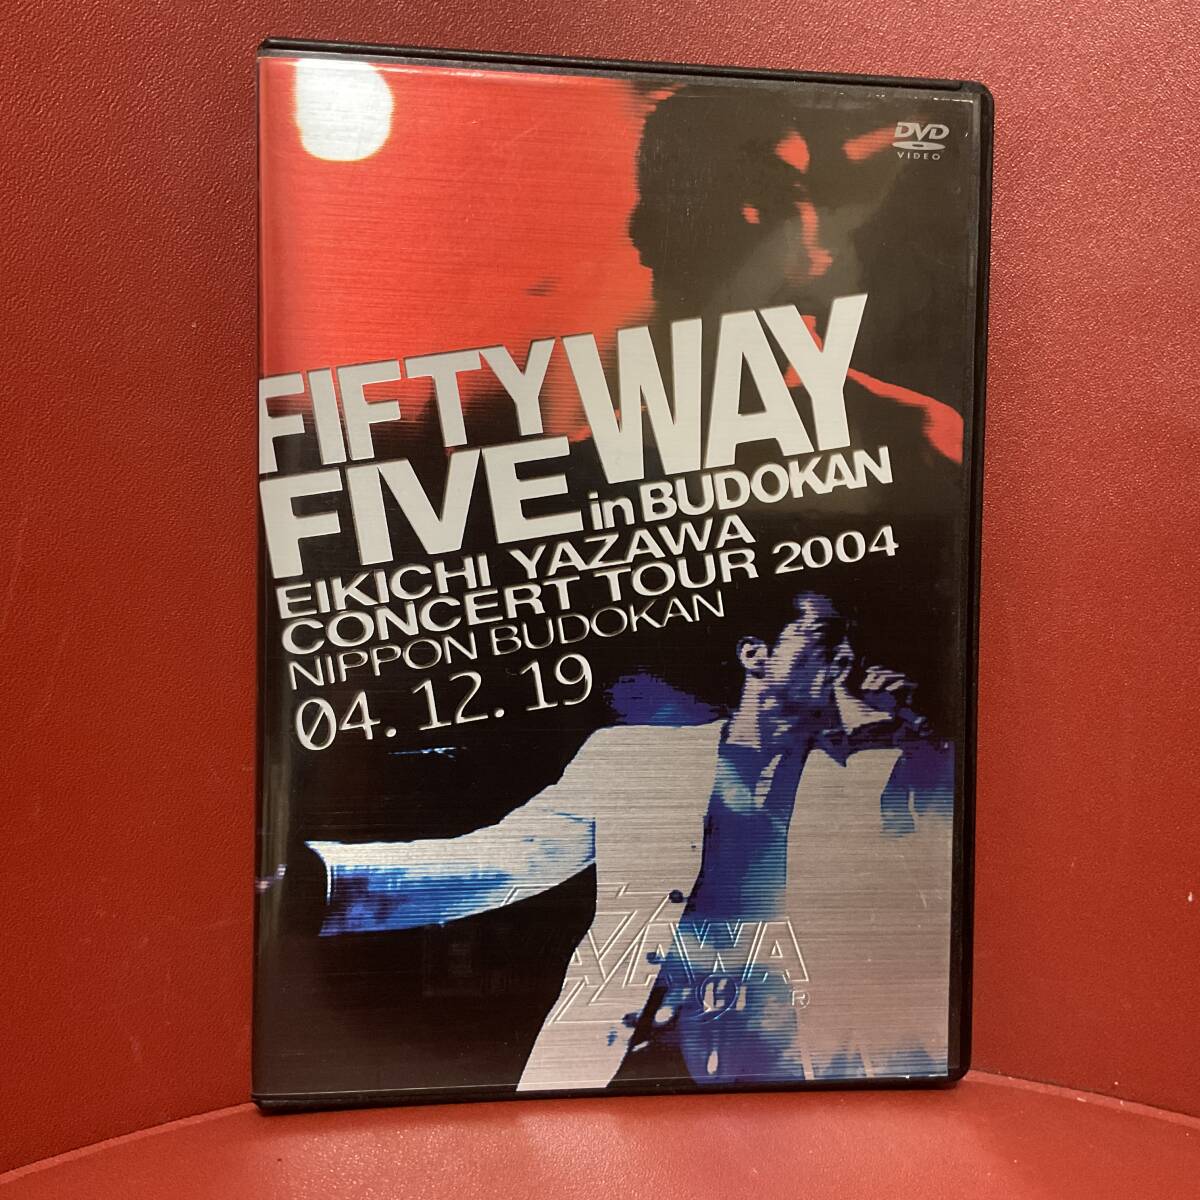 DVD
VIDEO
FIFTY
FIVE WAY
in BUDOKAN
EIKICHI YAZAWA
CONCERT TOUR 2004
NIPPON BUDOKAN
04.12.19
YAZAWA
R